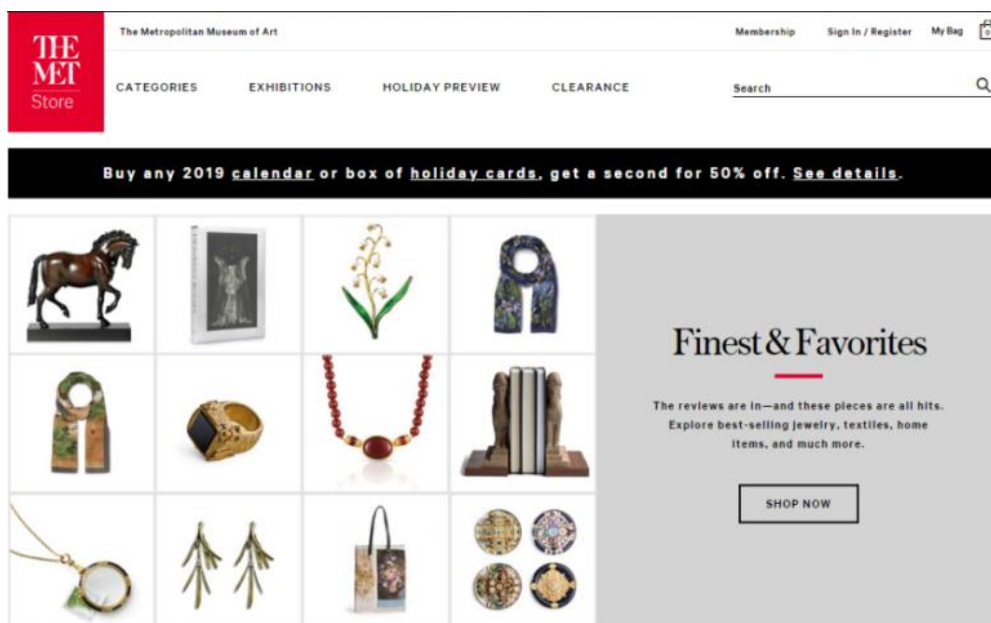 THE
MET
Store
The Metropolitan Museum of Art
Membership
Sign In / Register
My Bag
0
CATEGORIES
EXHIBITIONS
HOLIDAY PREVIEW
CLEARANCE
Search
Buy any 2019 calendar or box of holiday cards, get a second for 50% off. See details.
Finest & Favorites
The reviews are in—and these pieces are all hits.
Explore best-selling jewelry, textiles, home
items, and much more.
SHOP NOW